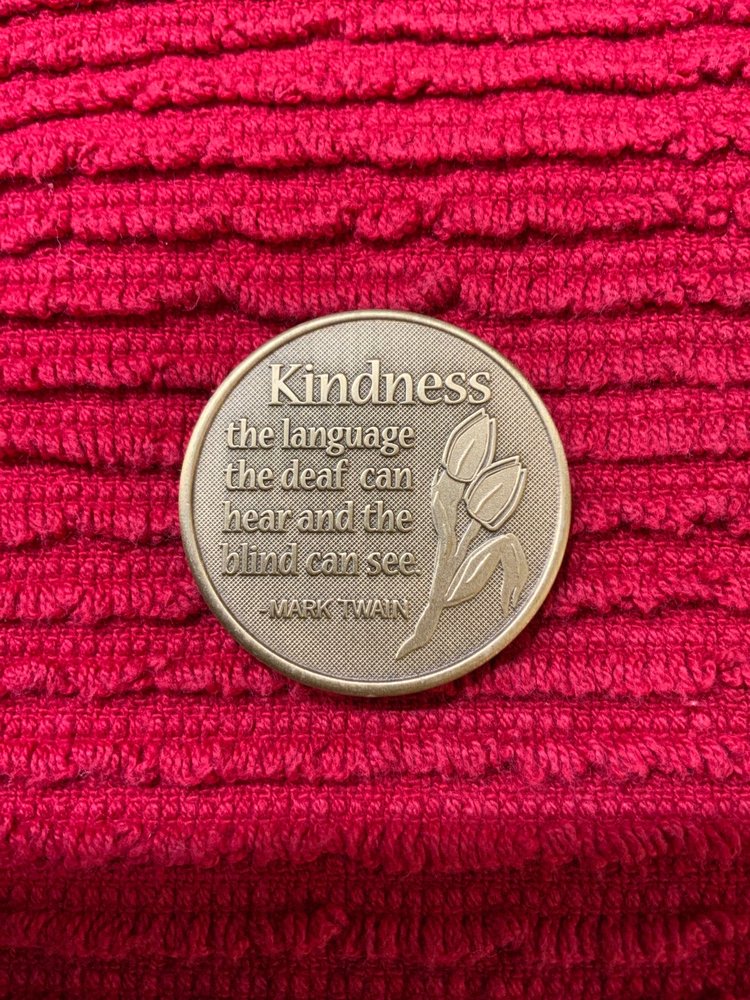 Kindness
the language
the deaf can
hear and the
blind can see.
-MARK TWAIN